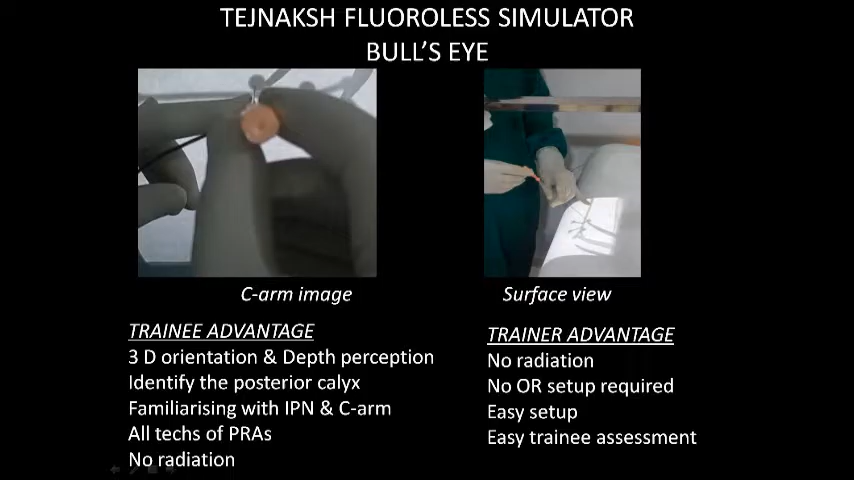 TEJNAKSH FLUOROLESS SIMULATOR
BULL'S EYE
C-arm image
Surface view
TRAINEE ADVANTAGE
3 D orientation & Depth perception
Identify the posterior calyx
Familiarising with IPN & C-arm
All techs of PRAs
No radiation
TRAINER ADVANTAGE
No radiation
No OR setup required
Easy setup
Easy trainee assessment